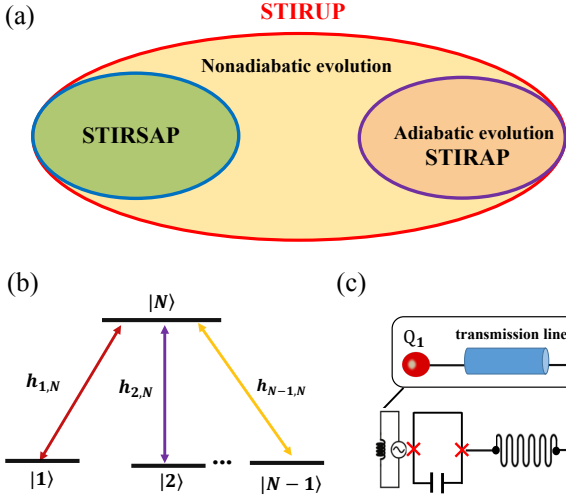 (a)
STIRUP
Nonadiabatic evolution
STIRSAP
Adiabatic evolution
STIRAP
(b)
|N⟩
h₁,N
h₂,N
hN−1,N
|1⟩
|2⟩
...
|N − 1⟩
(c)
Q₁
transmission line